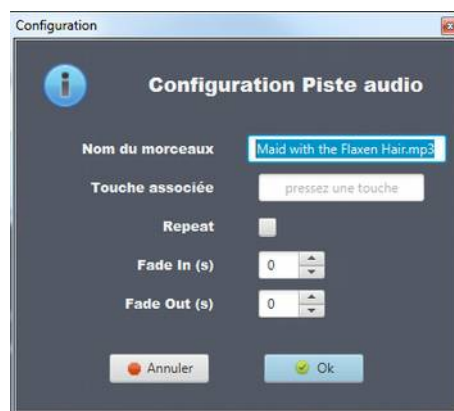 Configuration
Configuration Piste audio
Nom du morceaux Maid with the Flaxen Hair.mp3
Touche associée pressez une touche
Repeat
Fade In (s) 0
Fade Out (s) 0
Annuler Ok